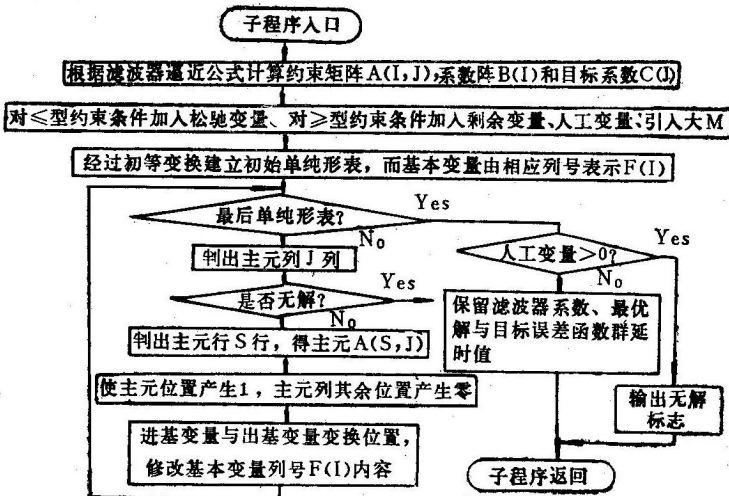 子程序入口
根据滤波器逼近公式计算约束矩阵A(I,J),系数阵B(I)和目标系数C(J)
对≤型约束条件加入松驰变量、对≥型约束条件加入剩余变量、人工变量、引入大M
经过初等变换建立初始单纯形表，而基本变量由相应列号表示F(I)
最后单纯形表？
Yes
No
人工变量＞0？
Yes
No
判出主元列J列
是否无解？
Yes
No
保留滤波器系数、最优
解与目标误差函数群延
时值
判出主元行S行，得主元A(S,J)
使主元位置产生1，主元列其余位置产生零
输出无解
标志
进基变量与出基变量变换位置，
修改基本变量列号F(I)内容
子程序返回